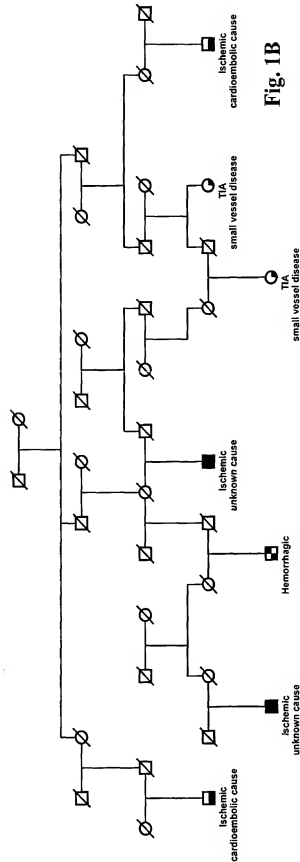 Ischemic
cardioembolic cause
Ischemic
unknown cause
Hemorrhagic
Ischemic
unknown cause
TIA
small vessel disease
TIA
small vessel disease
Ischemic
cardioembolic cause
Fig. 1B